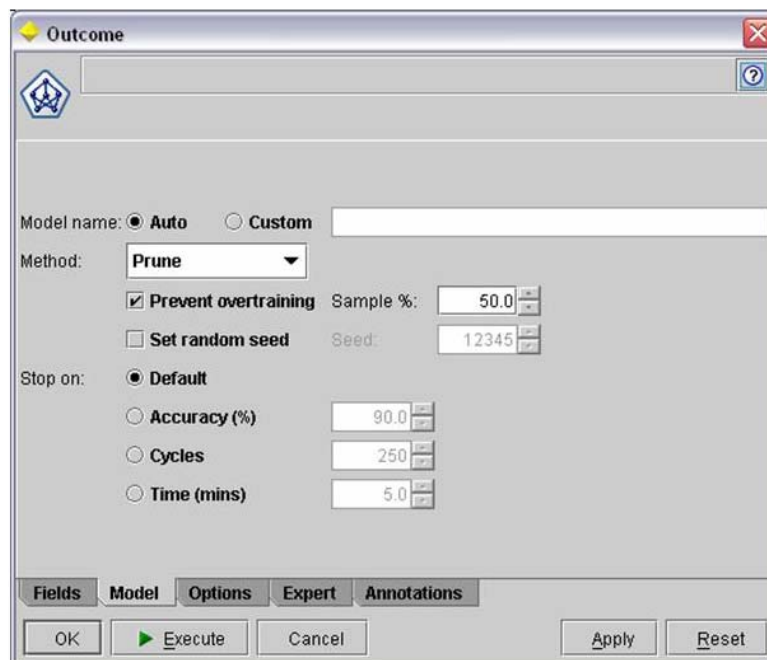 Outcome
Model name: Auto Custom
Method: Prune
Prevent overtraining Sample %: 50.0
Set random seed Seed: 12345
Stop on: Default
Accuracy (%) 90.0
Cycles 250
Time (mins) 5.0
Fields Model Options Expert Annotations
OK Execute Cancel Apply Reset